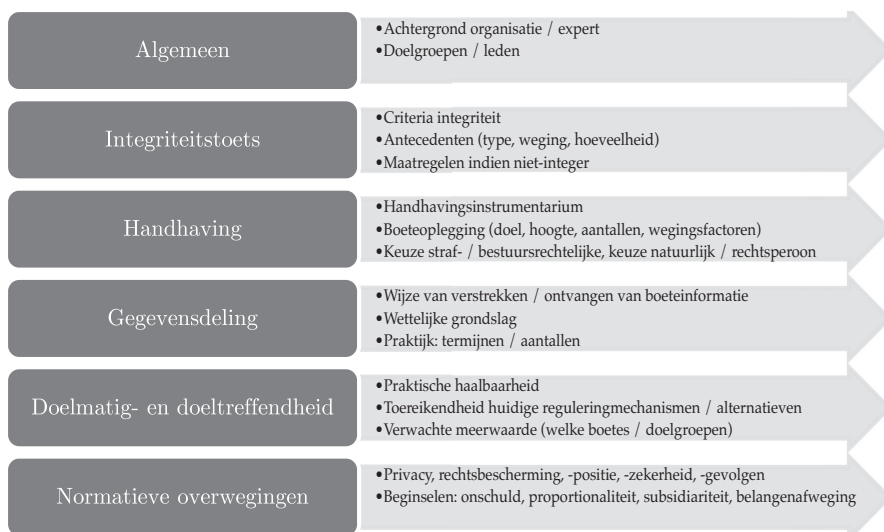 Algemeen
•Achtergrond organisatie / expert
•Doelgroepen / leden
Integriteitstoets
•Criteria integriteit
•Antecedenten (type, weging, hoeveelheid)
•Maatregelen indien niet-integer
Handhaving
•Handhavingsinstrumentarium
•Boeteoplegging (doel, hoogte, aantallen, wegingsfactoren)
•Keuze straf- / bestuursrechtelijke, keuze natuurlijk / rechtsperoon
Gegevensdeling
•Wijze van verstrekken / ontvangen van boeteinformatie
•Wettelijke grondslag
•Praktijk: termijnen / aantallen
Doelmatig- en doeltreffendheid
•Praktische haalbaarheid
•Toereikendheid huidige reguleringmechanismen / alternatieven
•Verwachte meerwaarde (welke boetes / doelgroepen)
Normatieve overwegingen
•Privacy, rechtsbescherming, -positie, -zekerheid, -gevolgen
•Beginselen: onschuld, proportionaliteit, subsidiariteit, belangenafweging